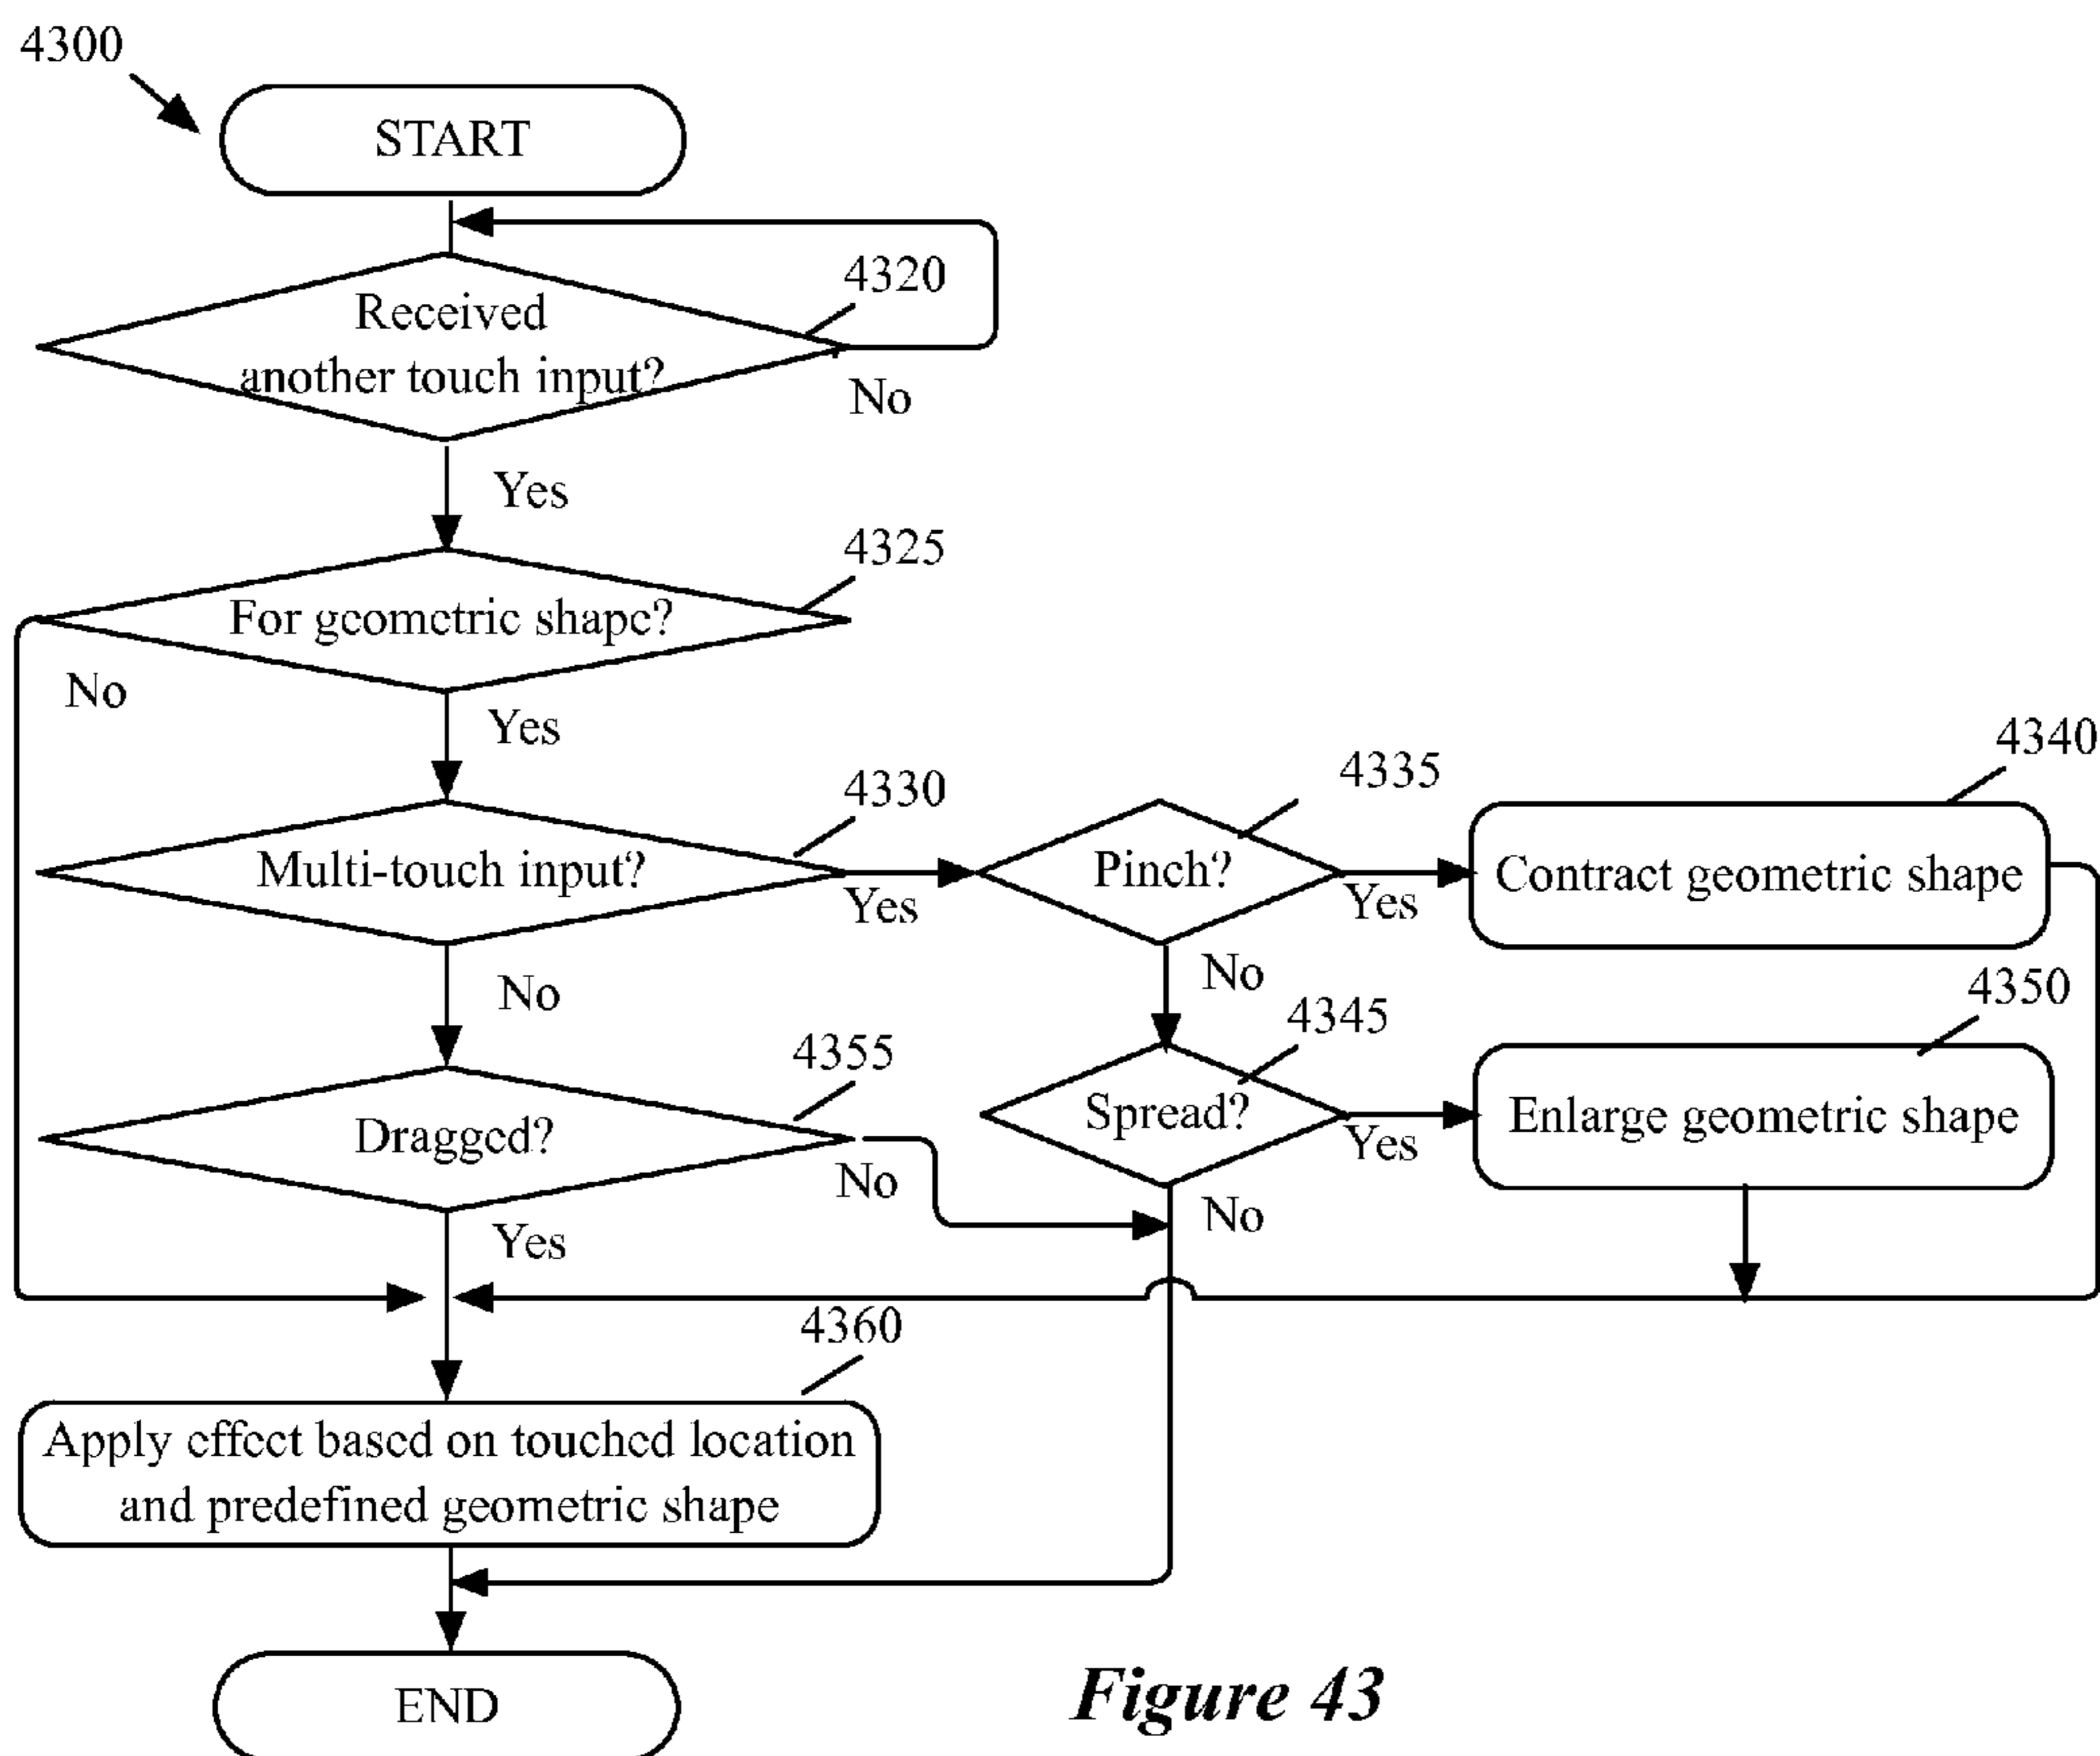 4300
START
4320
Received
another touch input?
No
Yes
4325
For geometric shape?
No
Yes
4330
Multi-touch input?
Yes
4335
Pinch?
Yes
4340
Contract geometric shape
No
No
4345
4350
Spread?
Yes
Enlarge geometric shape
4355
Dragged?
No
No
Yes
4360
Apply effect based on touched location
and predefined geometric shape
END
Figure 43